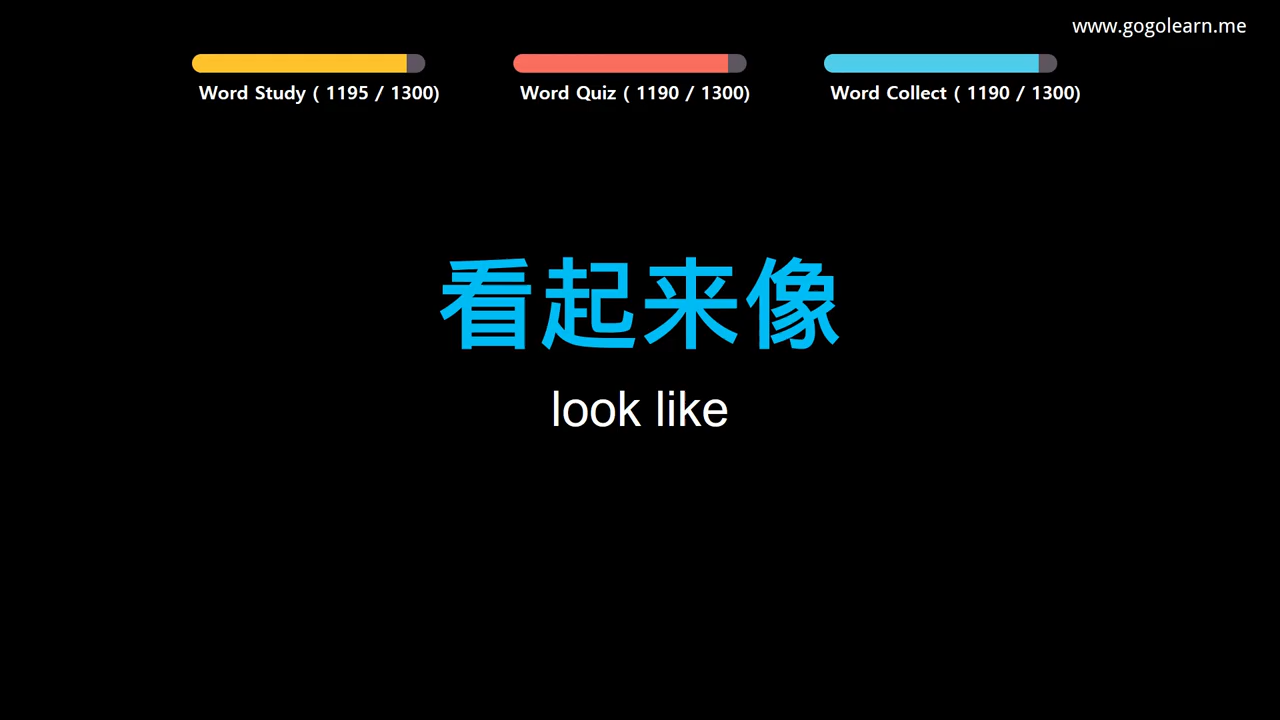 www.gogolearn.me
Word Study ( 1195 / 1300)
Word Quiz ( 1190 / 1300)
Word Collect ( 1190 / 1300)
看起来像
look like